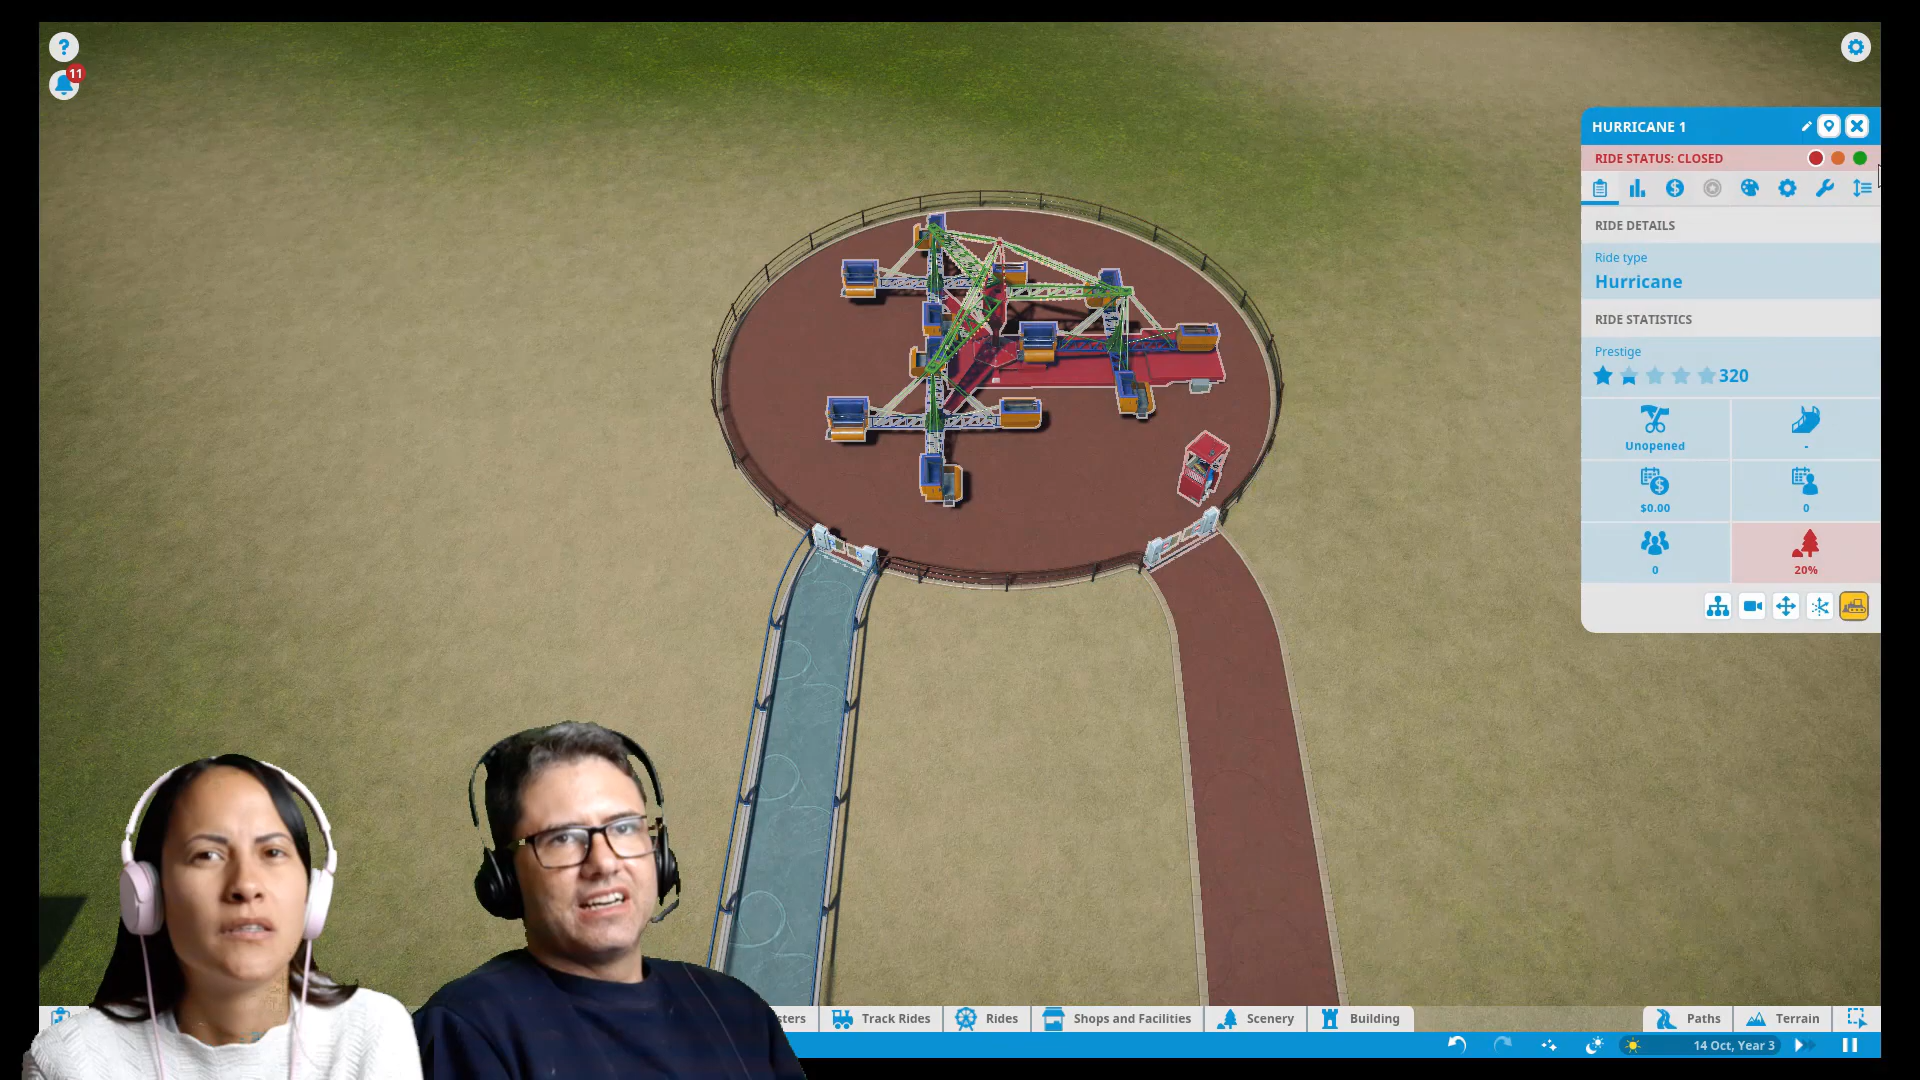 ?
11
HURRICANE 1
RIDE STATUS: CLOSED
RIDE DETAILS
Ride type
Hurricane
RIDE STATISTICS
Prestige
320
Unopened
-
$0.00
0
0
20%
sters
Track Rides
Rides
Shops and Facilities
Scenery
Building
Paths
Terrain
14 Oct, Year 3